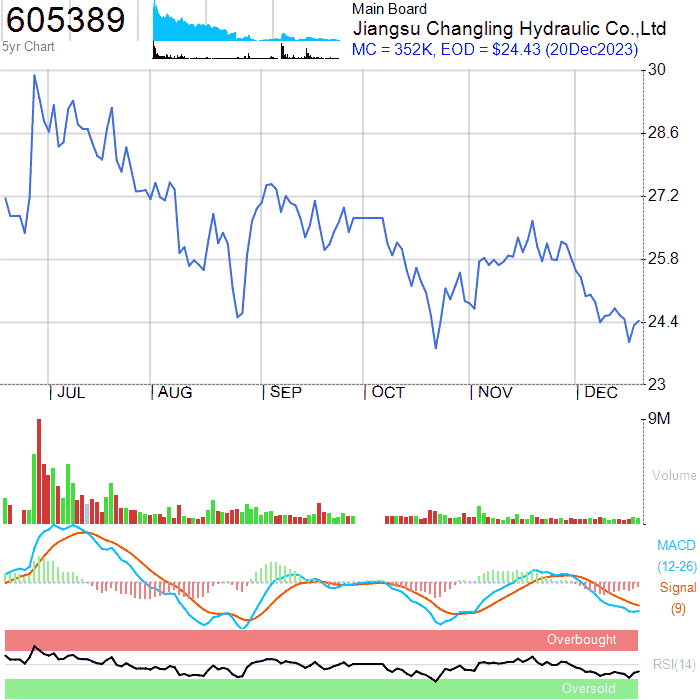 605389
5yr Chart
Main Board
Jiangsu Changling Hydraulic Co.,Ltd
MC = 352K, EOD = $24.43 (20Dec2023)
30
28.6
27.2
25.8
24.4
23
JUL
AUG
SEP
OCT
NOV
DEC
9M
Volume
MACD
(12-26)
Signal
(9)
Overbought
RSI(14)
Oversold